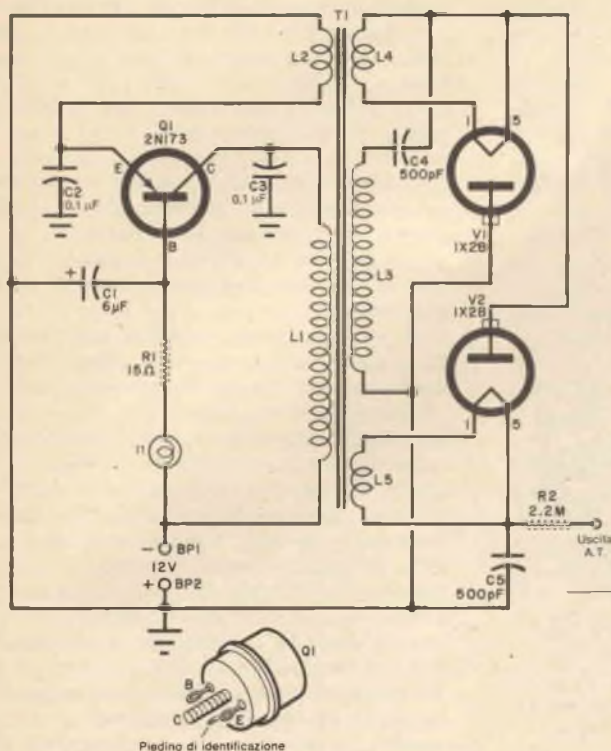 T1
L2
L4
Q1
2N173
1
5
C4
500pF
E
C
C2
0,1 µF
C3
0,1 µF
V1
1X2B
B
L3
V2
1X2B
+
C1
6µF
R1
15Ω
L1
I1
1
5
L5
R2
2.2M
Uscita
A.T.
- BP1
12V
+ BP2
C5
500pF
Q1
B
C
E
Piedino di identificazione